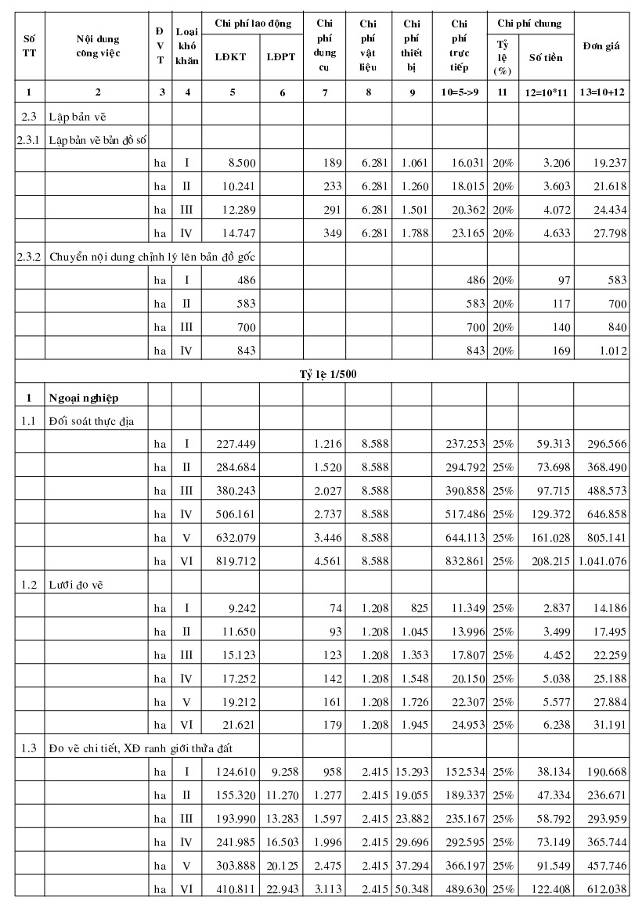 Số TT | Nội dung công việc | ĐVT | Loại khó khăn | Chi phí lao động | Chi phí dụng cụ | Chi phí vật liệu | Chi phí thiết bị | Chi phí trực tiếp | Chi phí chung | Đơn giá
LĐKT | LĐPT | Tỷ lệ (%) | Số tiền
1 | 2 | 3 | 4 | 5 | 6 | 7 | 8 | 9 | 10=5->9 | 11 | 12=10*11 | 13=10+12
2.3 Lập bản vẽ
2.3.1 Lập bản vẽ bản đồ số
ha I 8.500 189 6.281 1.061 16.031 20% 3.206 19.237
ha II 10.241 233 6.281 1.260 18.015 20% 3.603 21.618
ha III 12.289 291 6.281 1.501 20.362 20% 4.072 24.434
ha IV 14.747 349 6.281 1.788 23.165 20% 4.633 27.798
2.3.2 Chuyển nội dung chỉnh lý lên bản đồ gốc
ha I 486 486 20% 97 583
ha II 583 583 20% 117 700
ha III 700 700 20% 140 840
ha IV 843 843 20% 169 1.012
Tỷ lệ 1/500
1 Ngoại nghiệp
1.1 Đối soát thực địa
ha I 227.449 1.216 8.588 237.253 25% 59.313 296.566
ha II 284.684 1.520 8.588 294.792 25% 73.698 368.490
ha III 380.243 2.027 8.588 390.858 25% 97.715 488.573
ha IV 506.161 2.737 8.588 517.486 25% 129.372 646.858
ha V 632.079 3.446 8.588 644.113 25% 161.028 805.141
ha VI 819.712 4.561 8.588 832.861 25% 208.215 1.041.076
1.2 Lưới đo vẽ
ha I 9.242 74 1.208 825 11.349 25% 2.837 14.186
ha II 11.650 93 1.208 1.045 13.996 25% 3.499 17.495
ha III 15.123 123 1.208 1.353 17.807 25% 4.452 22.259
ha IV 17.252 142 1.208 1.548 20.150 25% 5.038 25.188
ha V 19.212 161 1.208 1.726 22.307 25% 5.577 27.884
ha VI 21.621 179 1.208 1.945 24.953 25% 6.238 31.191
1.3 Đo vẽ chi tiết, XĐ ranh giới thửa đất
ha I 124.610 9.258 958 2.415 15.293 152.534 25% 38.134 190.668
ha II 155.320 11.270 1.277 2.415 19.055 189.337 25% 47.334 236.671
ha III 193.990 13.283 1.597 2.415 23.882 235.167 25% 58.792 293.959
ha IV 241.985 16.503 1.996 2.415 29.696 292.595 25% 73.149 365.744
ha V 303.888 20.125 2.475 2.415 37.294 366.197 25% 91.549 457.746
ha VI 410.811 22.943 3.113 2.415 50.348 489.630 25% 122.408 612.038